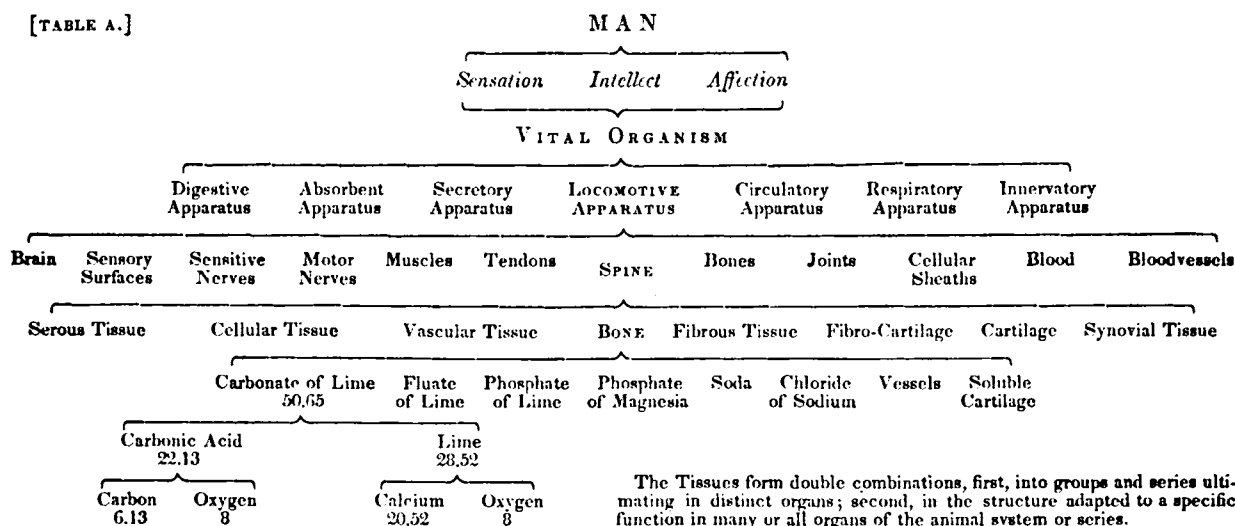 [TABLE A.]
MAN
Sensation Intellect Affection
VITAL ORGANISM
Digestive Absorbent Secretory LOCOMOTIVE Circulatory Respiratory Innervatory
Apparatus Apparatus Apparatus APPARATUS Apparatus Apparatus Apparatus
Brain Sensory Sensitive Motor Muscles Tendons SPINE Bones Joints Cellular Blood Bloodvessels
Surfaces Nerves Nerves Sheaths
Serous Tissue Cellular Tissue Vascular Tissue BONE Fibrous Tissue Fibro-Cartilage Cartilage Synovial Tissue
Carbonate of Lime Fluate Phosphate Phosphate Soda Chloride Vessels Soluble
50.65 of Lime of Lime of Magnesia of Sodium Cartilage
Carbonic Acid Lime
22.13 28.52
Carbon Oxygen Calcium Oxygen
6.13 8 20.52 8
The Tissues form double combinations, first, into groups and series ulti-
mating in distinct organs; second, in the structure adapted to a specific
function in many or all organs of the animal system or series.